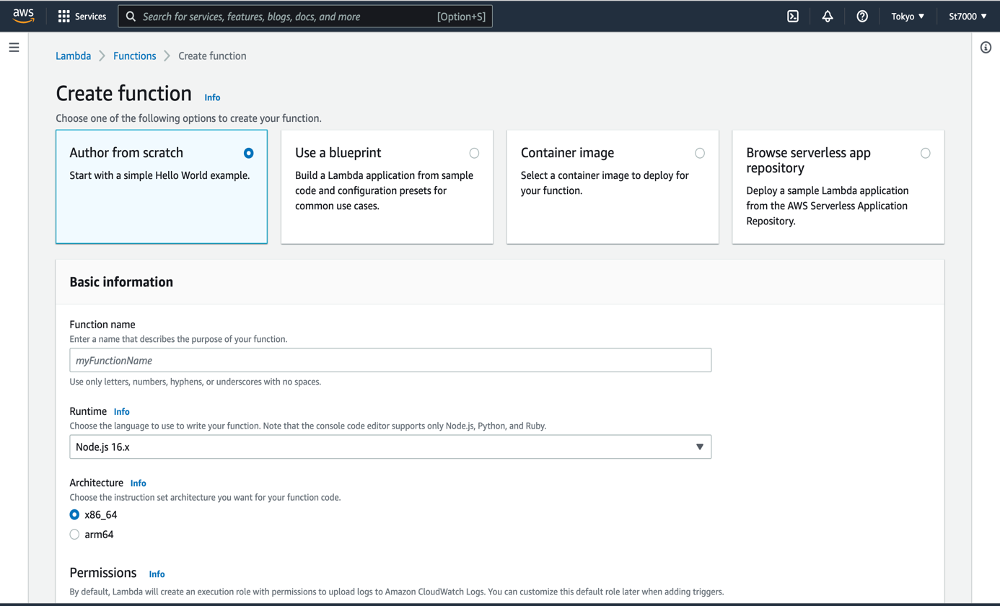 aws
Services
Search for services, features, blogs, docs, and more [Option+S]
Tokyo ▼
St7000 ▼
Lambda > Functions > Create function
Create function Info
Choose one of the following options to create your function.
Author from scratch
Start with a simple Hello World example.
Use a blueprint
Build a Lambda application from sample
code and configuration presets for
common use cases.
Container image
Select a container image to deploy for
your function.
Browse serverless app
repository
Deploy a sample Lambda application
from the AWS Serverless Application
Repository.
Basic information
Function name
Enter a name that describes the purpose of your function.
myFunctionName
Use only letters, numbers, hyphens, or underscores with no spaces.
Runtime Info
Choose the language to use to write your function. Note that the console code editor supports only Node.js, Python, and Ruby.
Node.js 16.x
Architecture Info
Choose the instruction set architecture you want for your function code.
x86_64
arm64
Permissions Info
By default, Lambda will create an execution role with permissions to upload logs to Amazon CloudWatch Logs. You can customize this default role later when adding triggers.